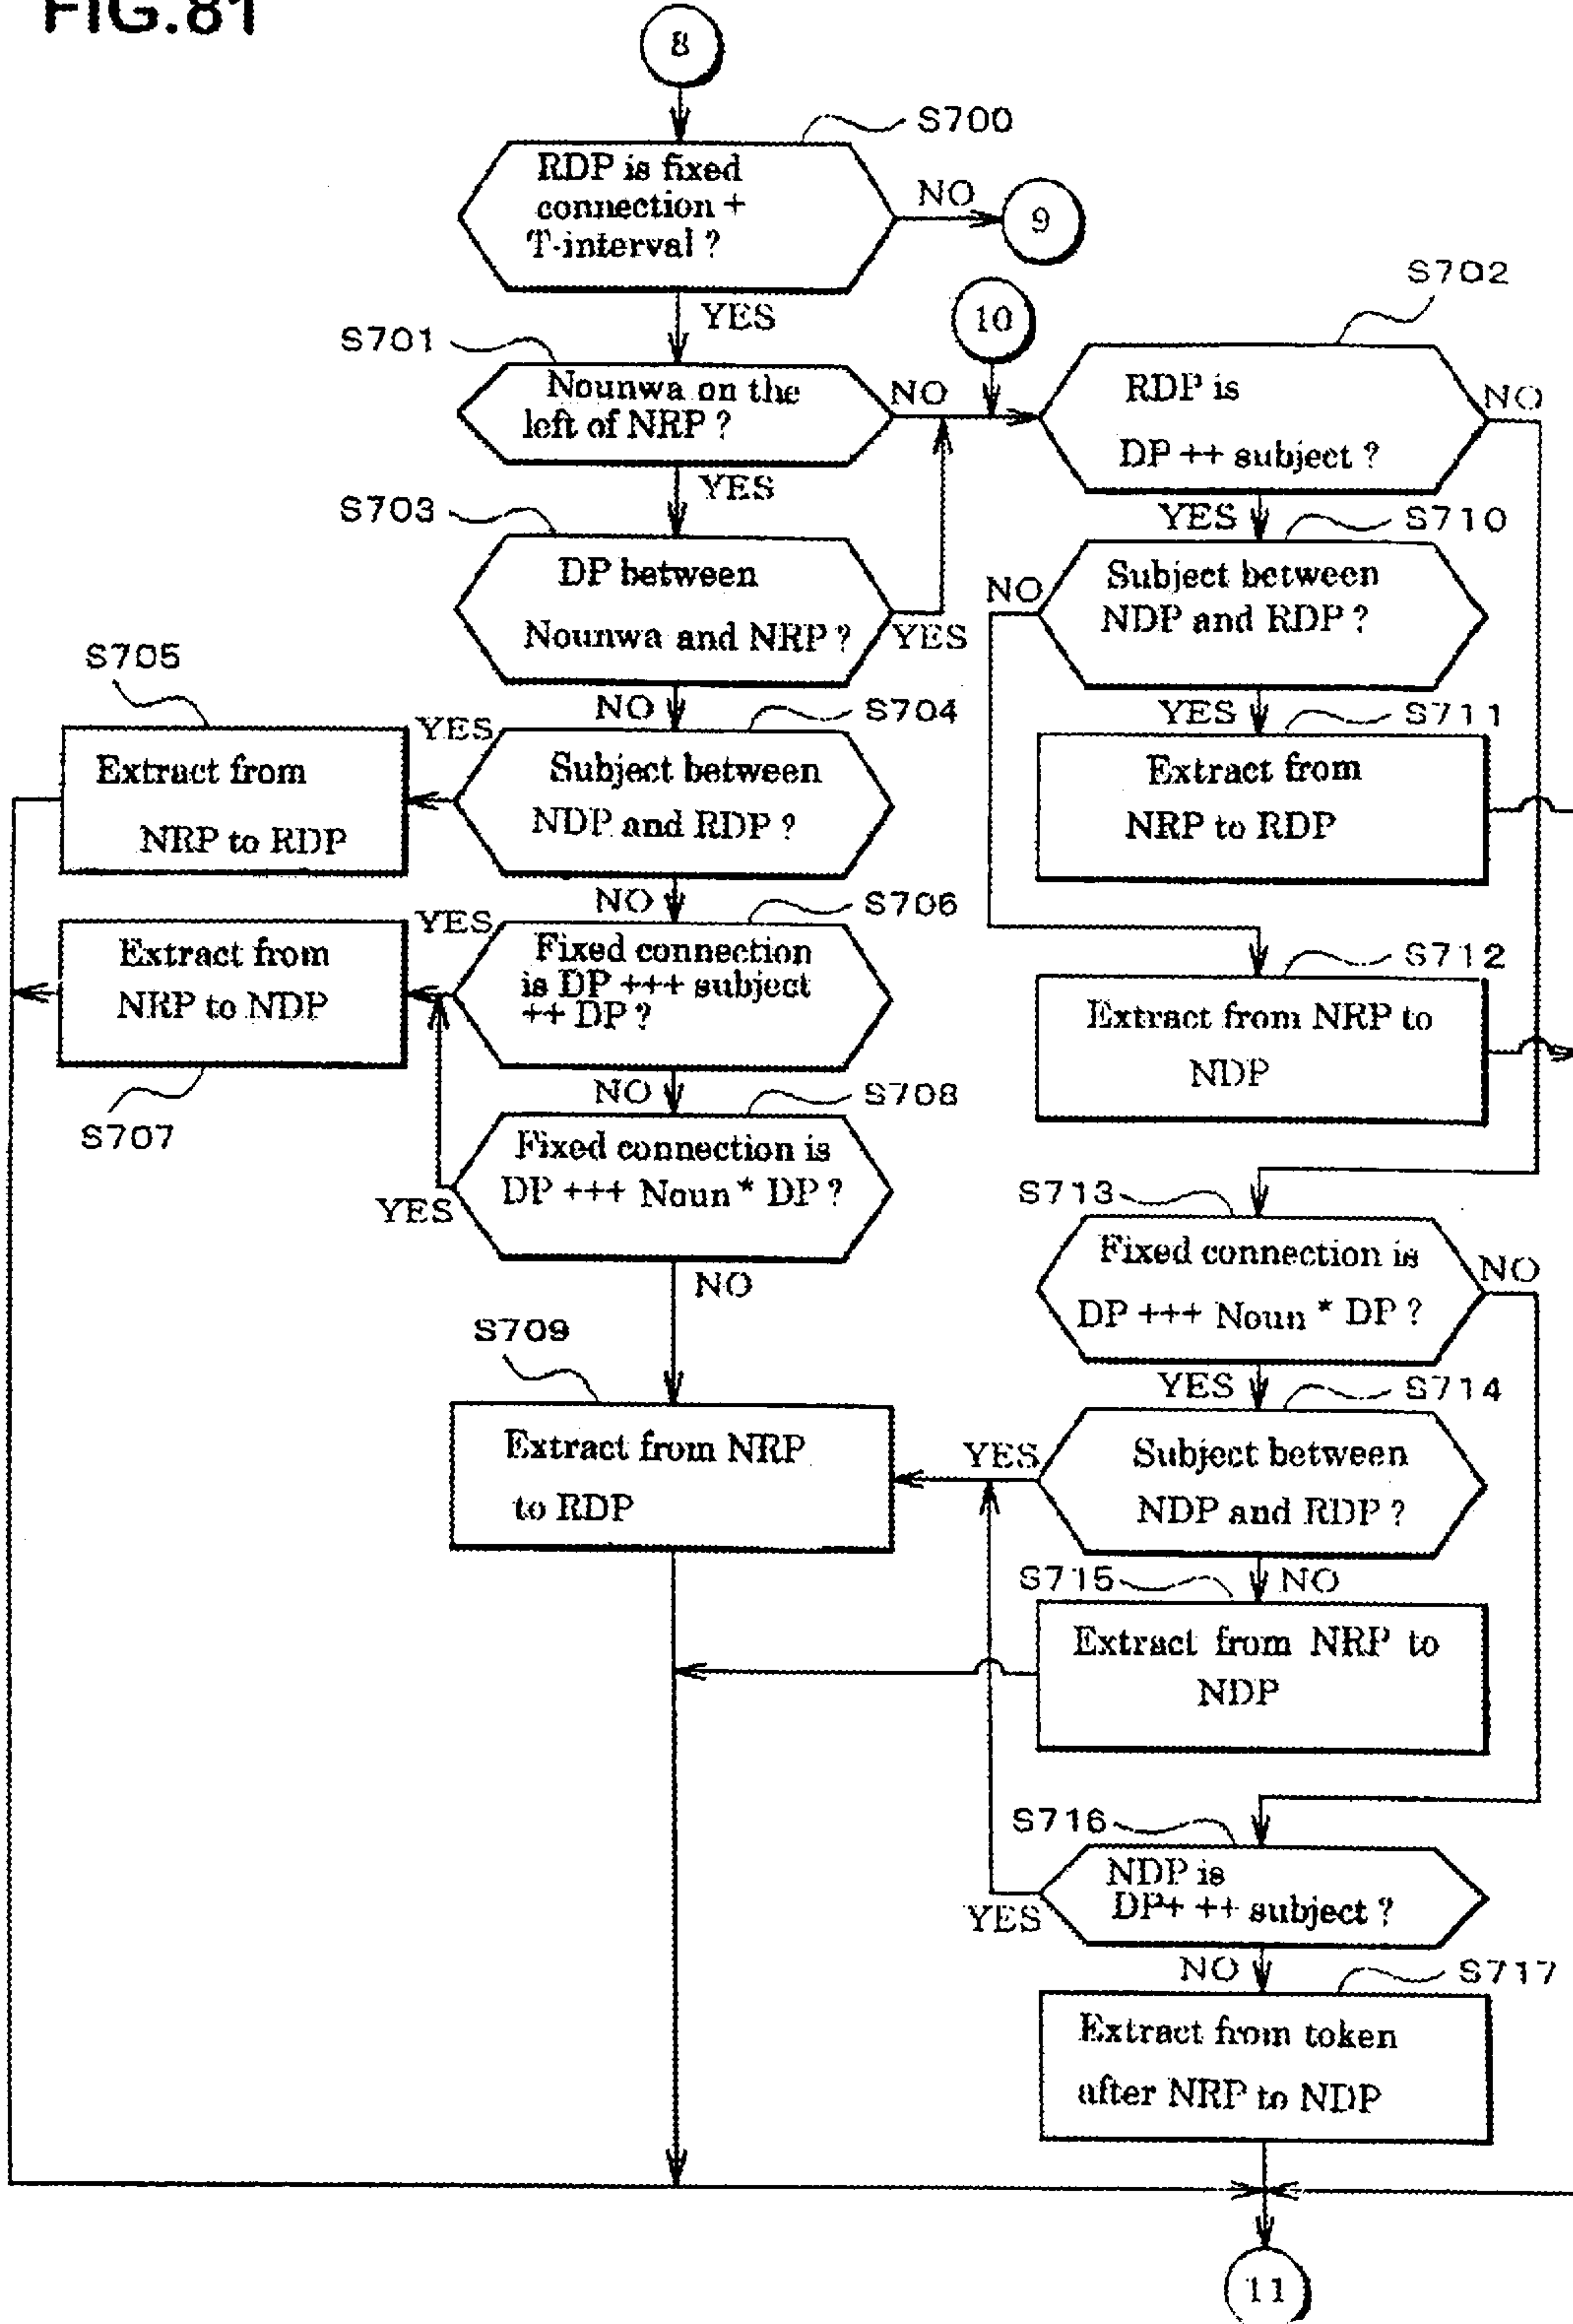 FIG.81
8
S700
RDP is fixed
connection +
T-interval ?
NO
9
YES
10
S702
S701
Nounwa on the
left of NRP ?
NO
RDP is
DP ++ subject ?
NO
YES
YES
S703
DP between
Nounwa and NRP ?
YES
S710
Subject between
NDP and RDP ?
NO
YES
NO
S704
S705
YES
Subject between
NDP and RDP ?
Extract from
NRP to RDP
S711
Extract from
NRP to RDP
NO
S706
YES
Fixed connection
is DP +++ subject
++ DP ?
Extract from
NRP to NDP
S707
S712
Extract from NRP to
NDP
NO
S708
Fixed connection is
DP +++ Noun * DP ?
YES
NO
S713
Fixed connection is
DP +++ Noun * DP ?
NO
YES
S709
Extract from NRP
to RDP
S714
YES
Subject between
NDP and RDP ?
NO
S715
Extract from NRP to
NDP
S716
NDP is
DP+ ++ subject ?
YES
NO
S717
Extract from token
after NRP to NDP
11